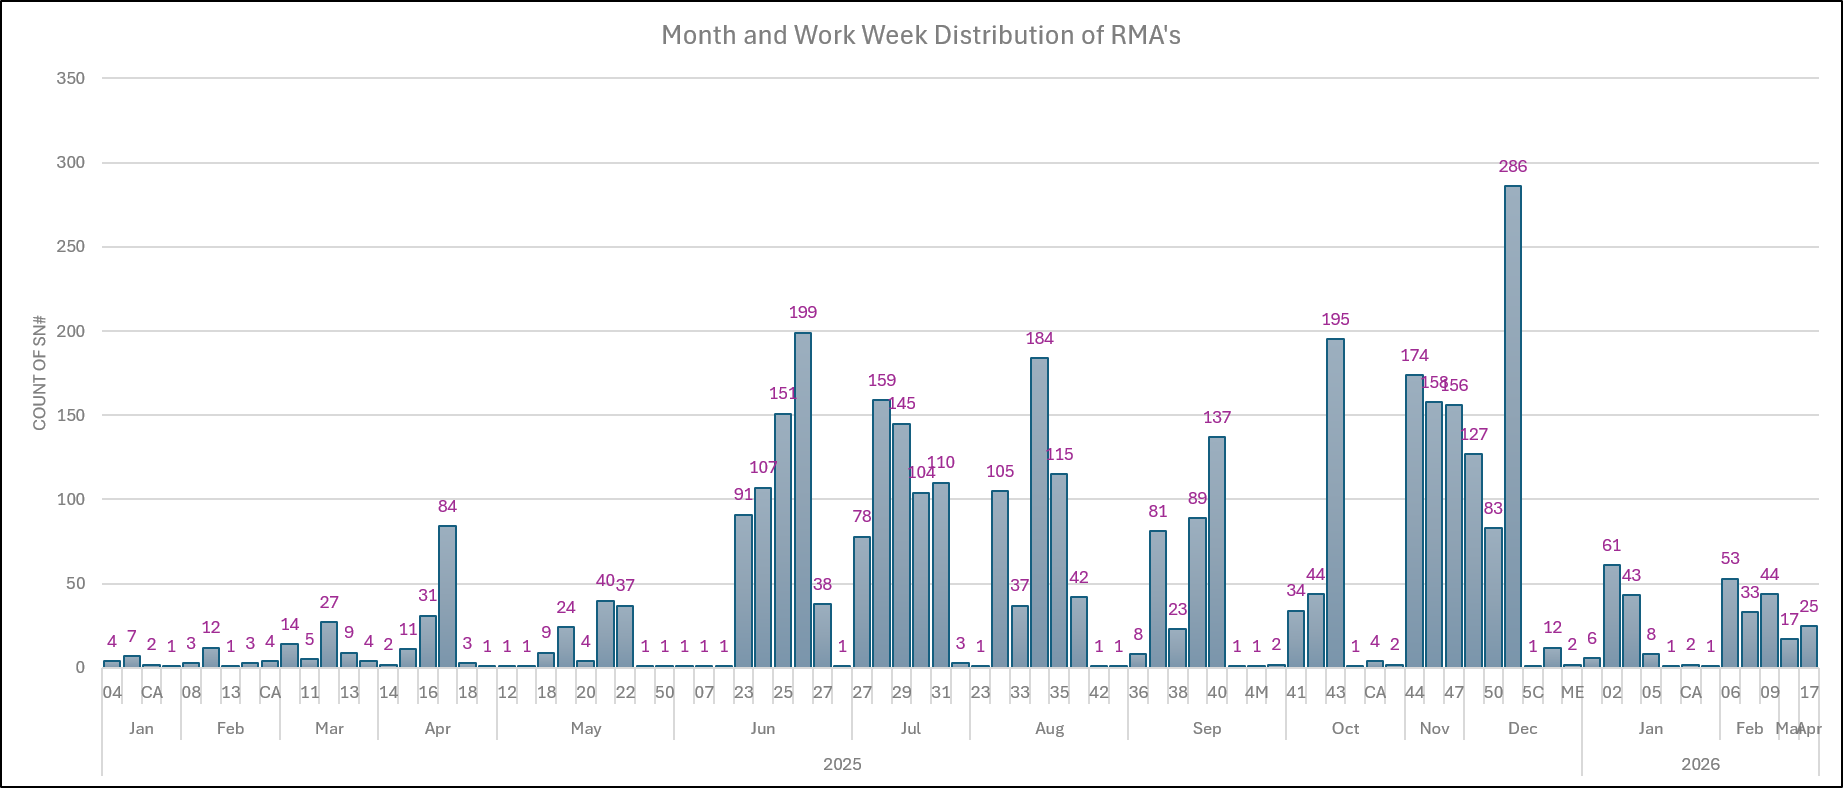 Month and Work Week Distribution of RMA's
COUNT OF SN#
350
300
250
200
150
100
50
0
4 7 2 1 3 12 1 3 4 14 5 27 9 4 2 11 31 84 3 1 1 1 9 24 4 40 37 1 1 1 1 1 91 107 151 199 38 1 78 159 145 104 110 3 1 105 37 184 115 42 1 1 8 81 23 89 137 1 1 2 34 44 195 1 4 2 174 158 156 127 83 286 1 12 2 6 61 43 8 1 2 1 53 33 44 17 25
04 CA 08 13 CA 11 13 14 16 18 12 18 20 22 50 07 23 25 27 27 29 31 23 33 35 42 36 38 40 4M 41 43 CA 44 47 50 5C ME 02 05 CA 06 09 17
Jan Feb Mar Apr May Jun Jul Aug Sep Oct Nov Dec Jan Feb Mar Apr
2025 2026